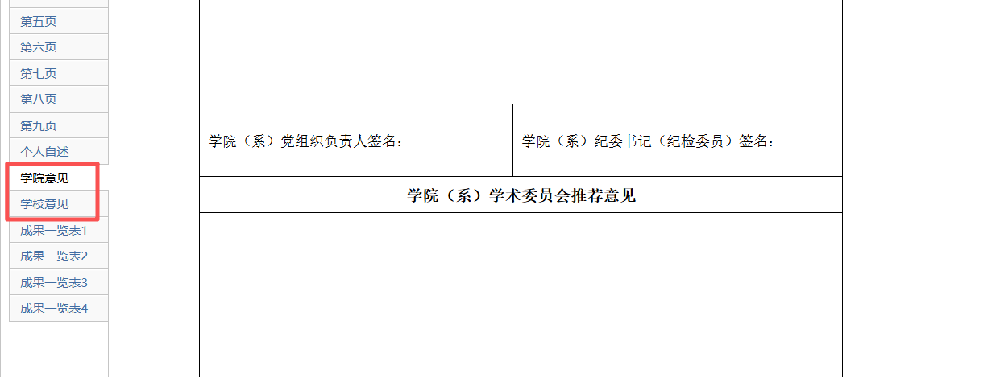 第五页
第六页
第七页
第八页
第九页
个人自述
学院意见
学校意见
成果一览表1
成果一览表2
成果一览表3
成果一览表4
学院（系）党组织负责人签名：
学院（系）纪委书记（纪检委员）签名：
学院（系）学术委员会推荐意见